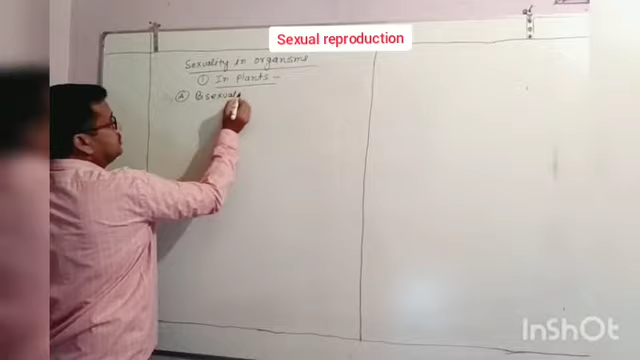 Sexual reproduction
Sexuality in organisms
① In Plants -
Ⓐ Bisexual
InShOt